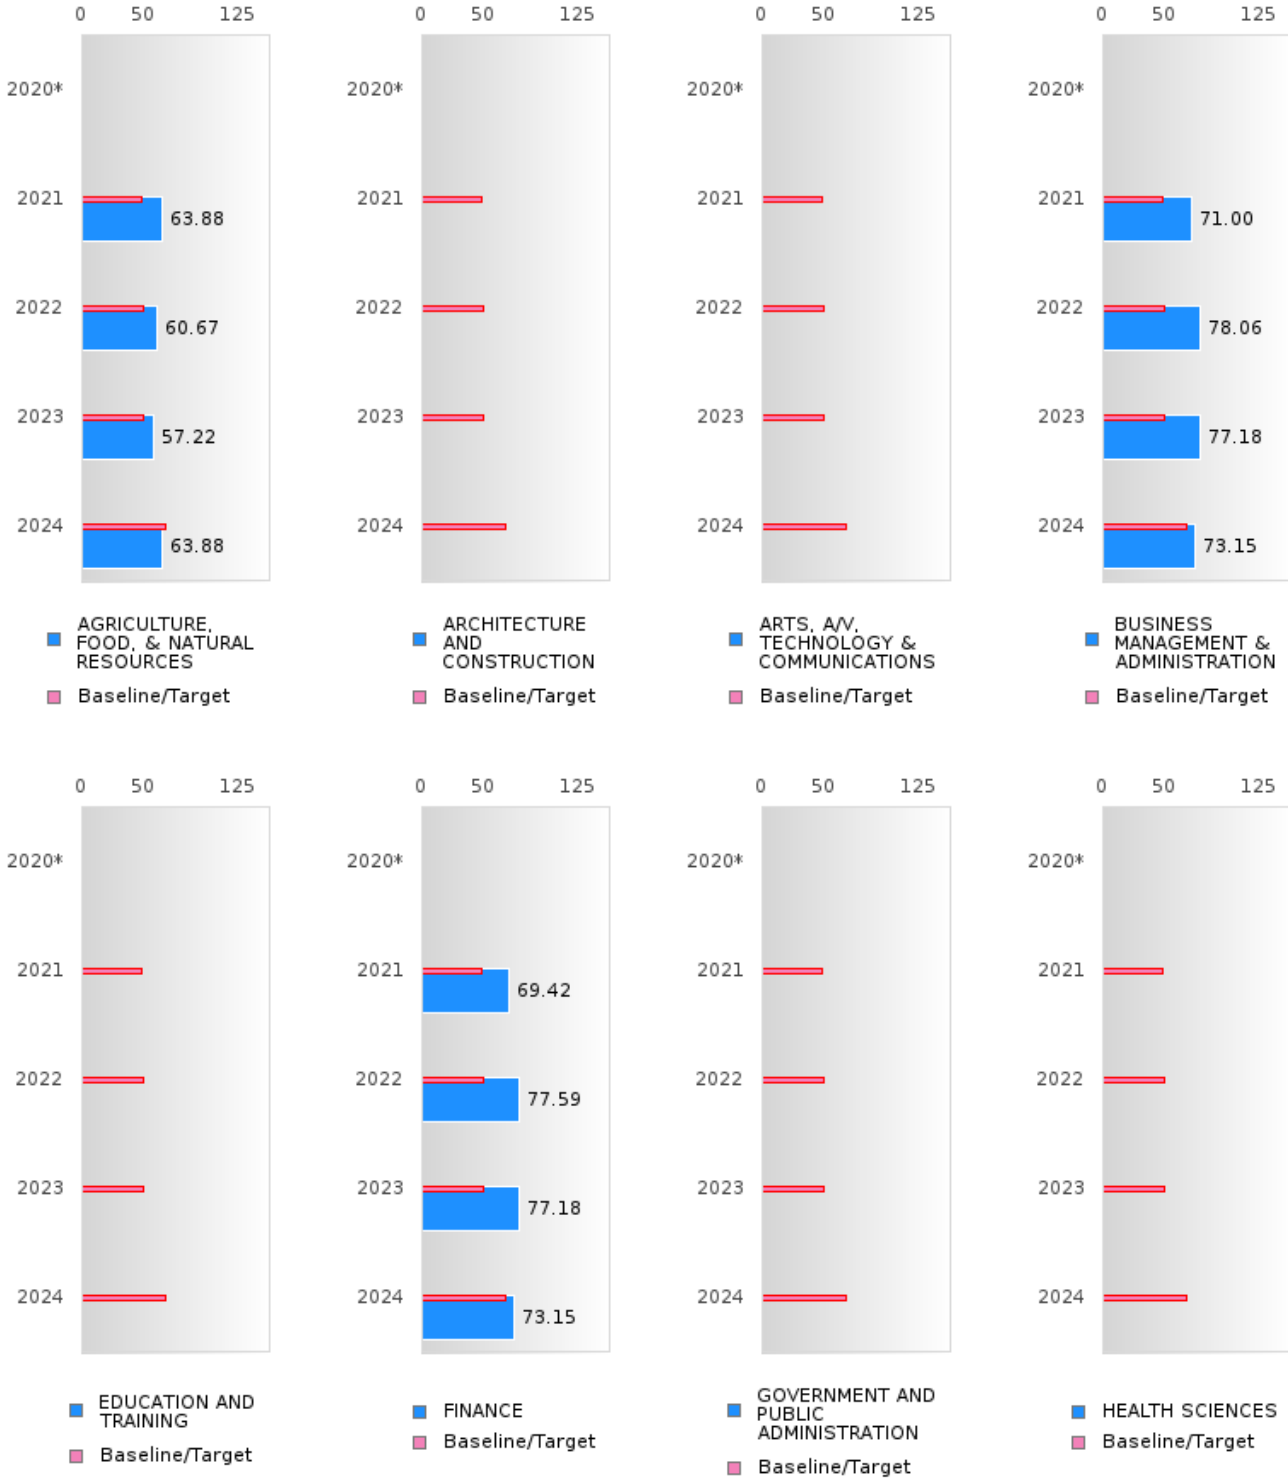 0 50 125 0 50 125 0 50 125 0 50 125
2020* 2020* 2020* 2020*
2021 2021 2021 2021
63.88 71.00
2022 2022 2022 2022
60.67 78.06
2023 2023 2023 2023
57.22 77.18
2024 2024 2024 2024
63.88 73.15
AGRICULTURE,
FOOD, & NATURAL
RESOURCES
Baseline/Target
ARCHITECTURE
AND
CONSTRUCTION
Baseline/Target
ARTS, A/V,
TECHNOLOGY &
COMMUNICATIONS
Baseline/Target
BUSINESS
MANAGEMENT &
ADMINISTRATION
Baseline/Target
0 50 125 0 50 125 0 50 125 0 50 125
2020* 2020* 2020* 2020*
2021 2021 2021 2021
69.42
2022 2022 2022 2022
77.59
2023 2023 2023 2023
77.18
2024 2024 2024 2024
73.15
EDUCATION AND
TRAINING
Baseline/Target
FINANCE
Baseline/Target
GOVERNMENT AND
PUBLIC
ADMINISTRATION
Baseline/Target
HEALTH SCIENCES
Baseline/Target